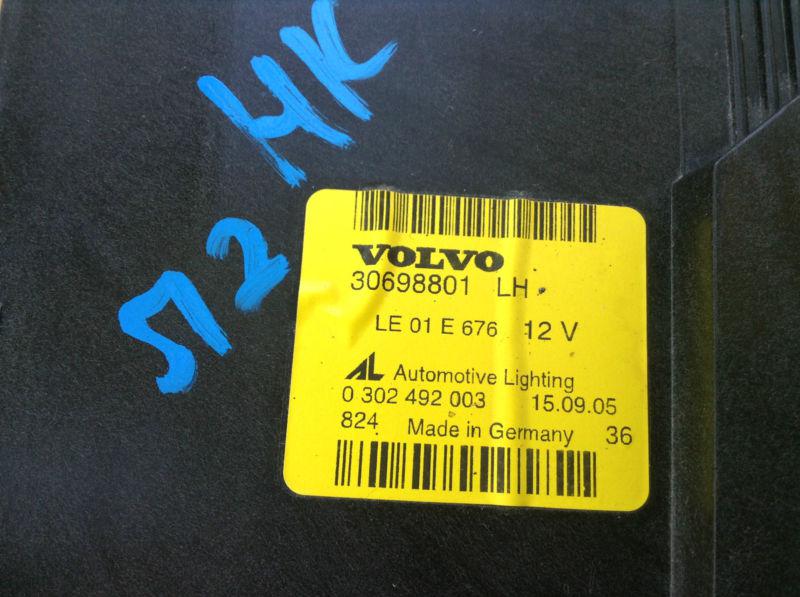 НК
Л2
VOLVO
30698801 LH
LE 01 E 676 12 V
AL Automotive Lighting
0 302 492 003 15.09.05
824 Made in Germany 36